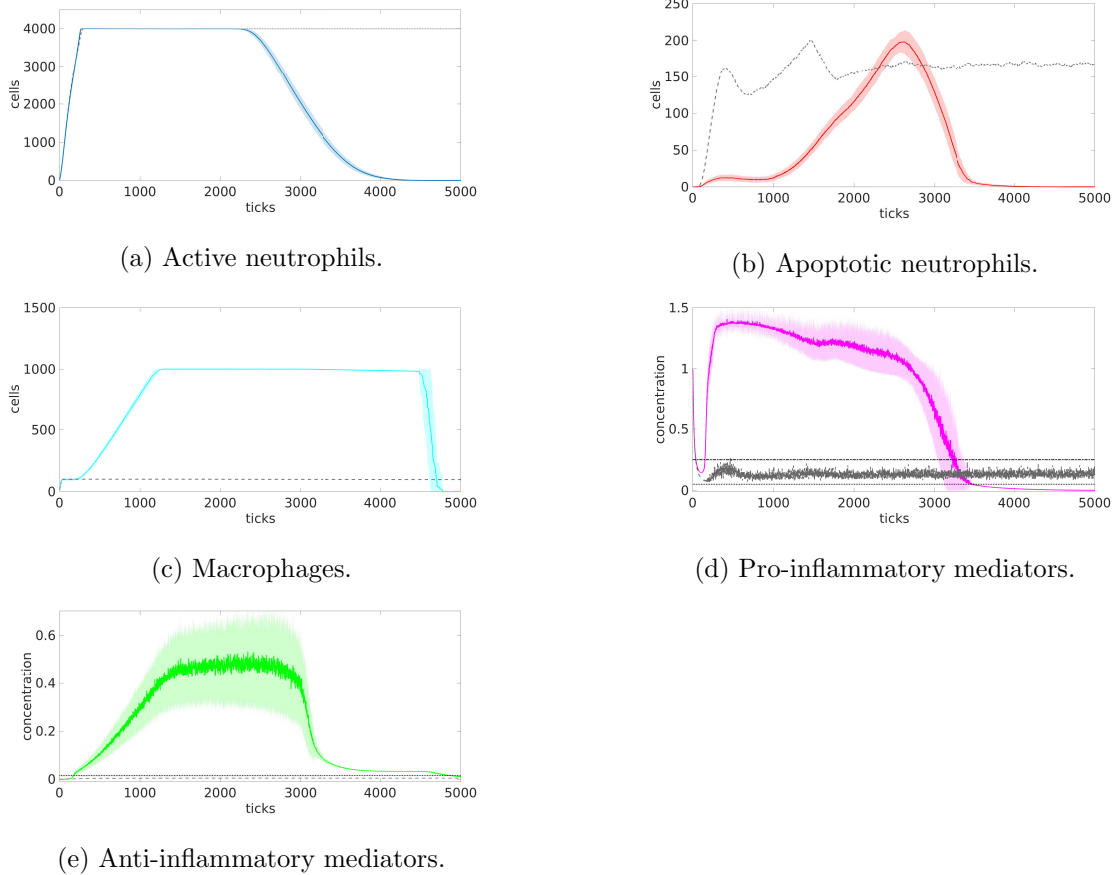 4000
3000
2000
1000
0
cells
0 1000 2000 3000 4000 5000
ticks
(a) Active neutrophils.
250
200
150
100
50
0
cells
0 1000 2000 3000 4000 5000
ticks
(b) Apoptotic neutrophils.
1500
1000
500
0
cells
0 1000 2000 3000 4000 5000
ticks
(c) Macrophages.
1.5
1
0.5
0
concentration
0 1000 2000 3000 4000 5000
ticks
(d) Pro-inflammatory mediators.
0.6
0.4
0.2
0
concentration
0 1000 2000 3000 4000 5000
ticks
(e) Anti-inflammatory mediators.